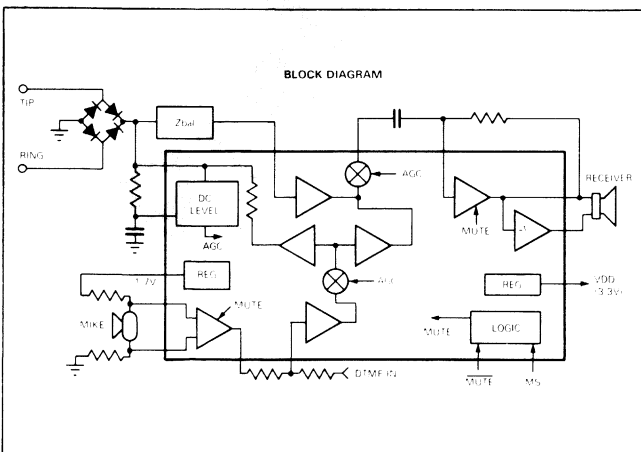 BLOCK DIAGRAM
TIP
Zbal
RING
AGC
RECEIVER
DC
LEVEL
MUTE
-1
AGC
1.7V
REG
AGC
REG
VDD
(3.3V)
MUTE
MIKE
MUTE
LOGIC
DTMF IN
MUTE
MS